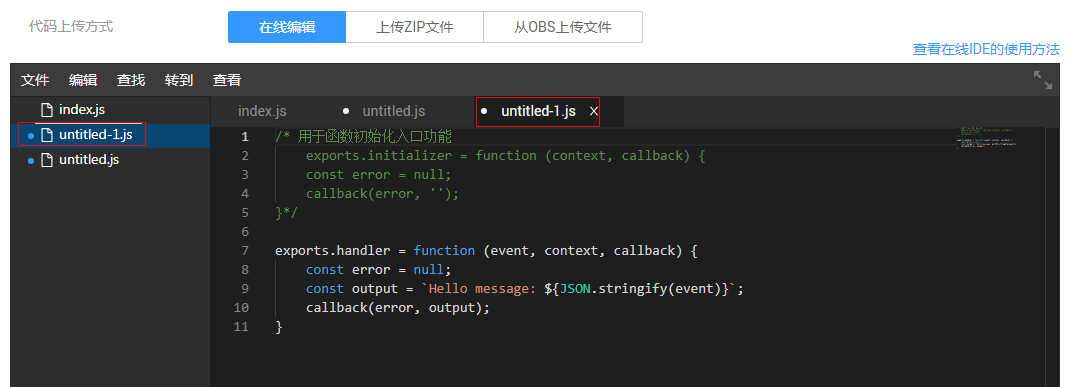 代码上传方式 在线编辑 上传ZIP文件 从OBS上传文件
查看在线IDE的使用方法
文件 编辑 查找 转到 查看
index.js index.js untitled.js untitled-1.js X
untitled-1.js
untitled.js
1 /* 用于函数初始化入口功能
2 exports.initializer = function (context, callback) {
3 const error = null;
4 callback(error, '');
5 }*/
6
7 exports.handler = function (event, context, callback) {
8 const error = null;
9 const output = `Hello message: ${JSON.stringify(event)}`;
10 callback(error, output);
11 }